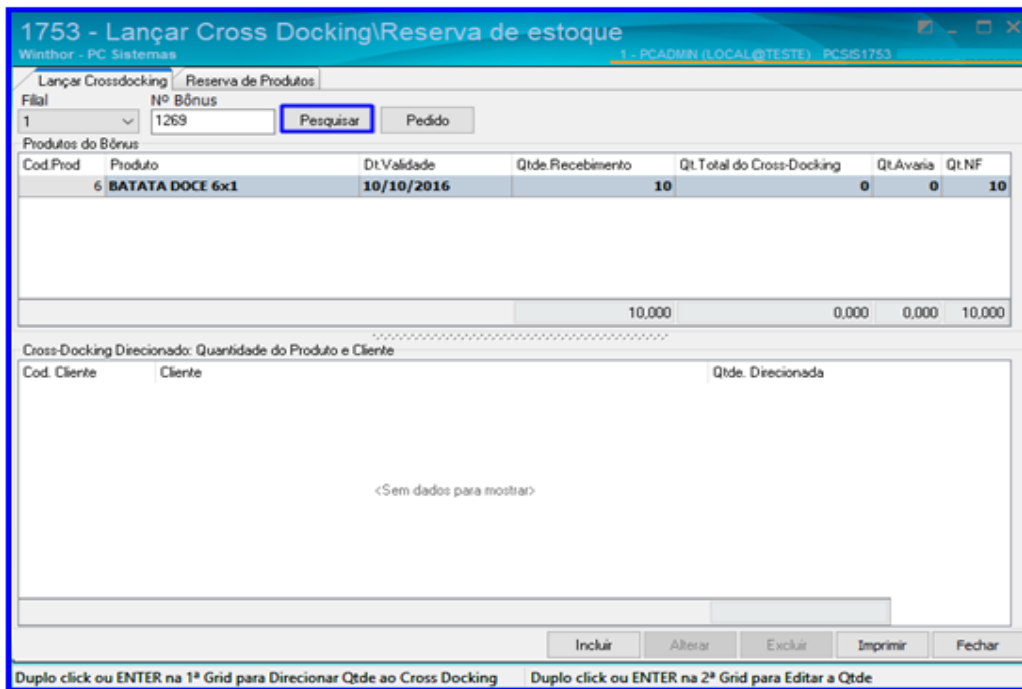 1753 - Lançar Cross Docking\Reserva de estoque
Winthor - PC Sistemas 1 - PCADMIN (LOCAL@TESTE) PCSIS1753
Lançar Crossdocking Reserva de Produtos
Filial Nº Bônus
1 1269 Pesquisar Pedido
Produtos do Bônus
Cod.Prod Produto Dt.Validade Qtde.Recebimento Qt.Total do Cross-Docking Qt.Avaria Qt.NF
6 BATATA DOCE 6x1 10/10/2016 10 0 0 10
10,000 0,000 0,000 10,000
Cross-Docking Direcionado: Quantidade do Produto e Cliente
Cod. Cliente Cliente Qtde. Direcionada
<Sem dados para mostrar>
Incluir Alterar Excluir Imprimir Fechar
Duplo click ou ENTER na 1ª Grid para Direcionar Qtde ao Cross Docking Duplo click ou ENTER na 2ª Grid para Editar a Qtde